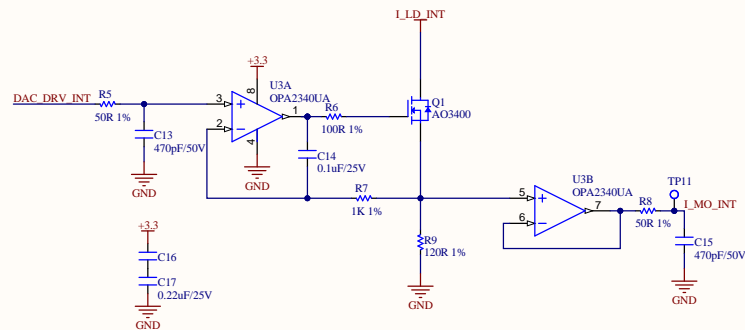 I_LD_INT
+3.3
U3A
OPA2340UA
DAC_DRV_INT
R5
50R 1%
3
2
8
1
4
R6
100R 1%
Q1
AO3400
C13
470pF/50V
GND
GND
C14
0.1uF/25V
R7
1K 1%
U3B
OPA2340UA
5
6
7
R8
50R 1%
TP11
I_MO_INT
C15
470pF/50V
GND
R9
120R 1%
GND
+3.3
C16
C17
0.22uF/25V
GND